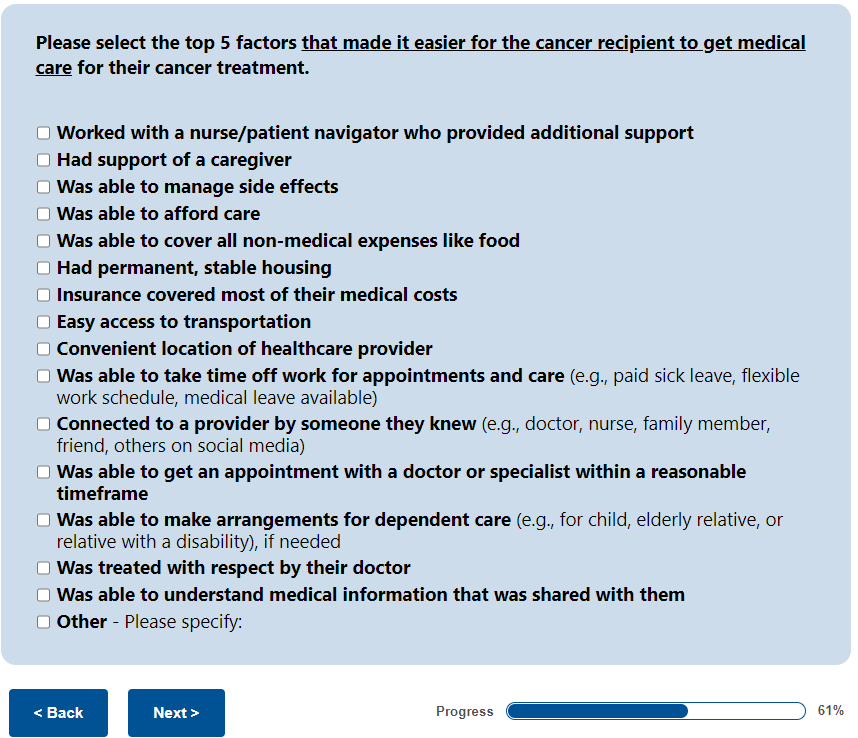 Please select the top 5 factors that made it easier for the cancer recipient to get medical
care for their cancer treatment.
Worked with a nurse/patient navigator who provided additional support
Had support of a caregiver
Was able to manage side effects
Was able to afford care
Was able to cover all non-medical expenses like food
Had permanent, stable housing
Insurance covered most of their medical costs
Easy access to transportation
Convenient location of healthcare provider
Was able to take time off work for appointments and care (e.g., paid sick leave, flexible
work schedule, medical leave available)
Connected to a provider by someone they knew (e.g., doctor, nurse, family member,
friend, others on social media)
Was able to get an appointment with a doctor or specialist within a reasonable
timeframe
Was able to make arrangements for dependent care (e.g., for child, elderly relative, or
relative with a disability), if needed
Was treated with respect by their doctor
Was able to understand medical information that was shared with them
Other - Please specify:
< Back
Next >
Progress
61%